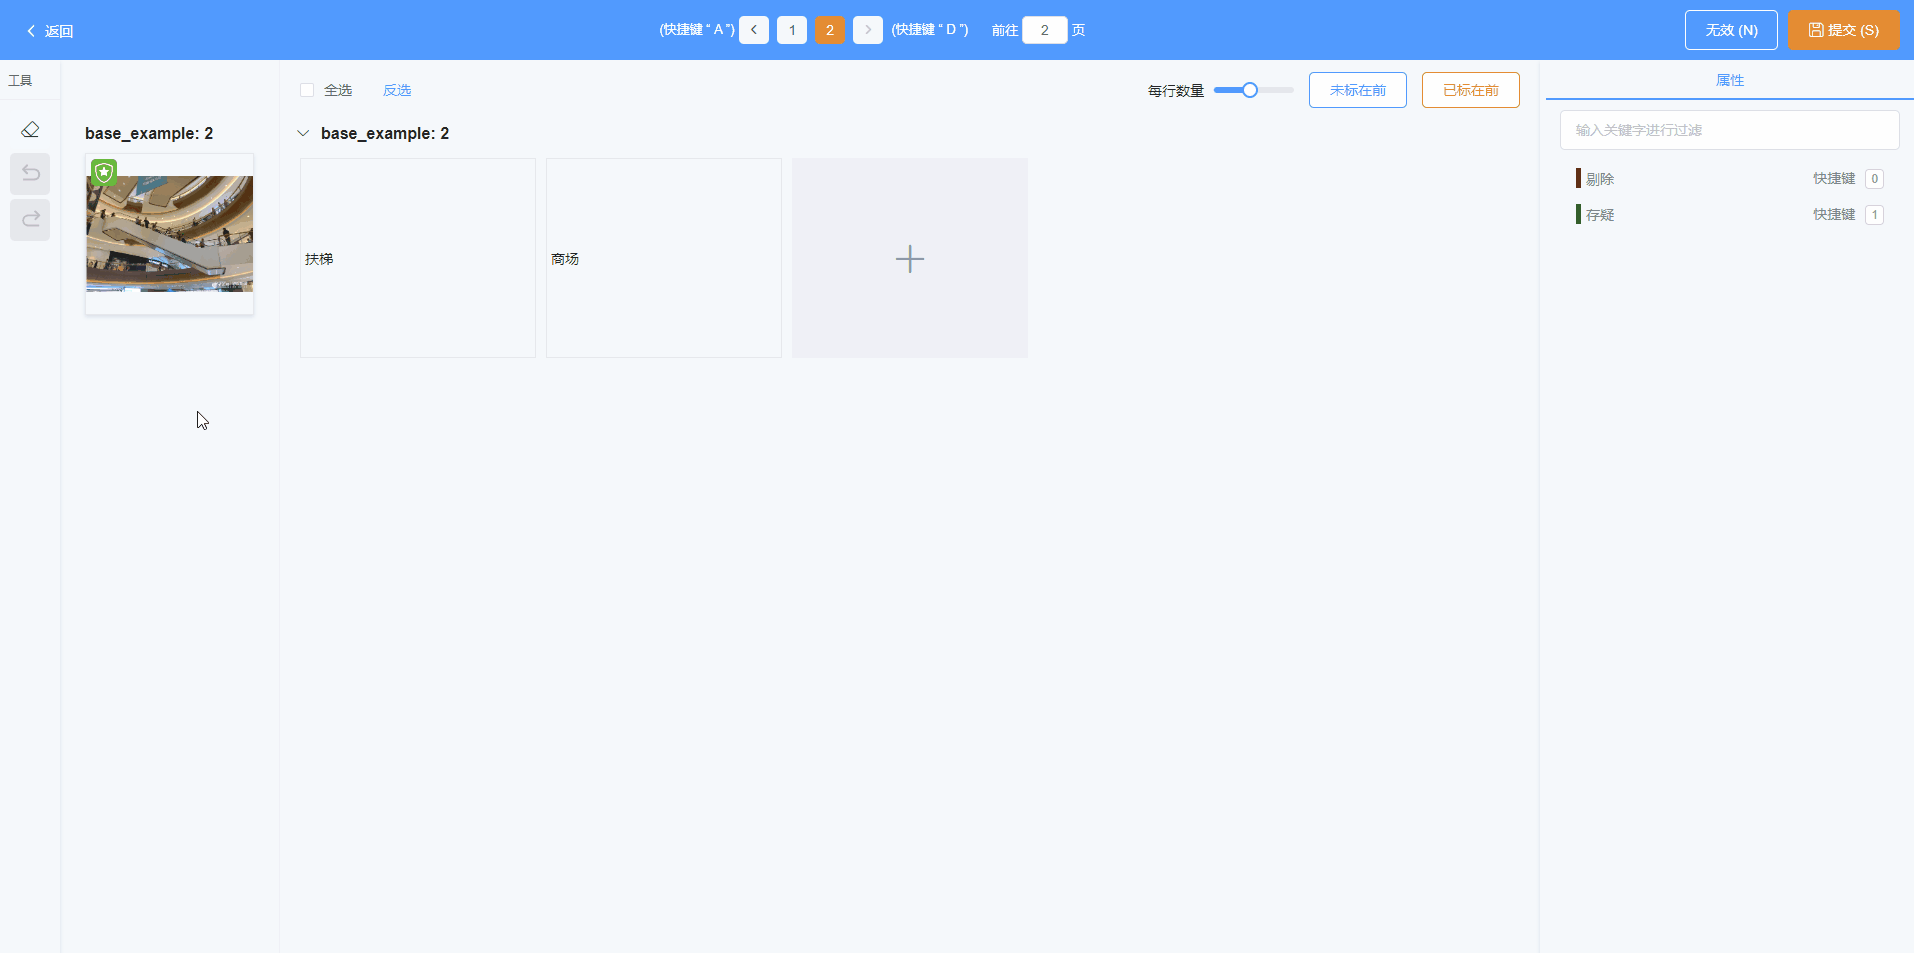 返回
(快捷键 “ A ”)
1
2
(快捷键 “ D ”)
前往 2 页
无效 (N)
提交 (S)
工具
全选
反选
每行数量
未标在前
已标在前
属性
输入关键字进行过滤
base_example: 2
base_example: 2
剔除 快捷键 0
存疑 快捷键 1
扶梯
商场